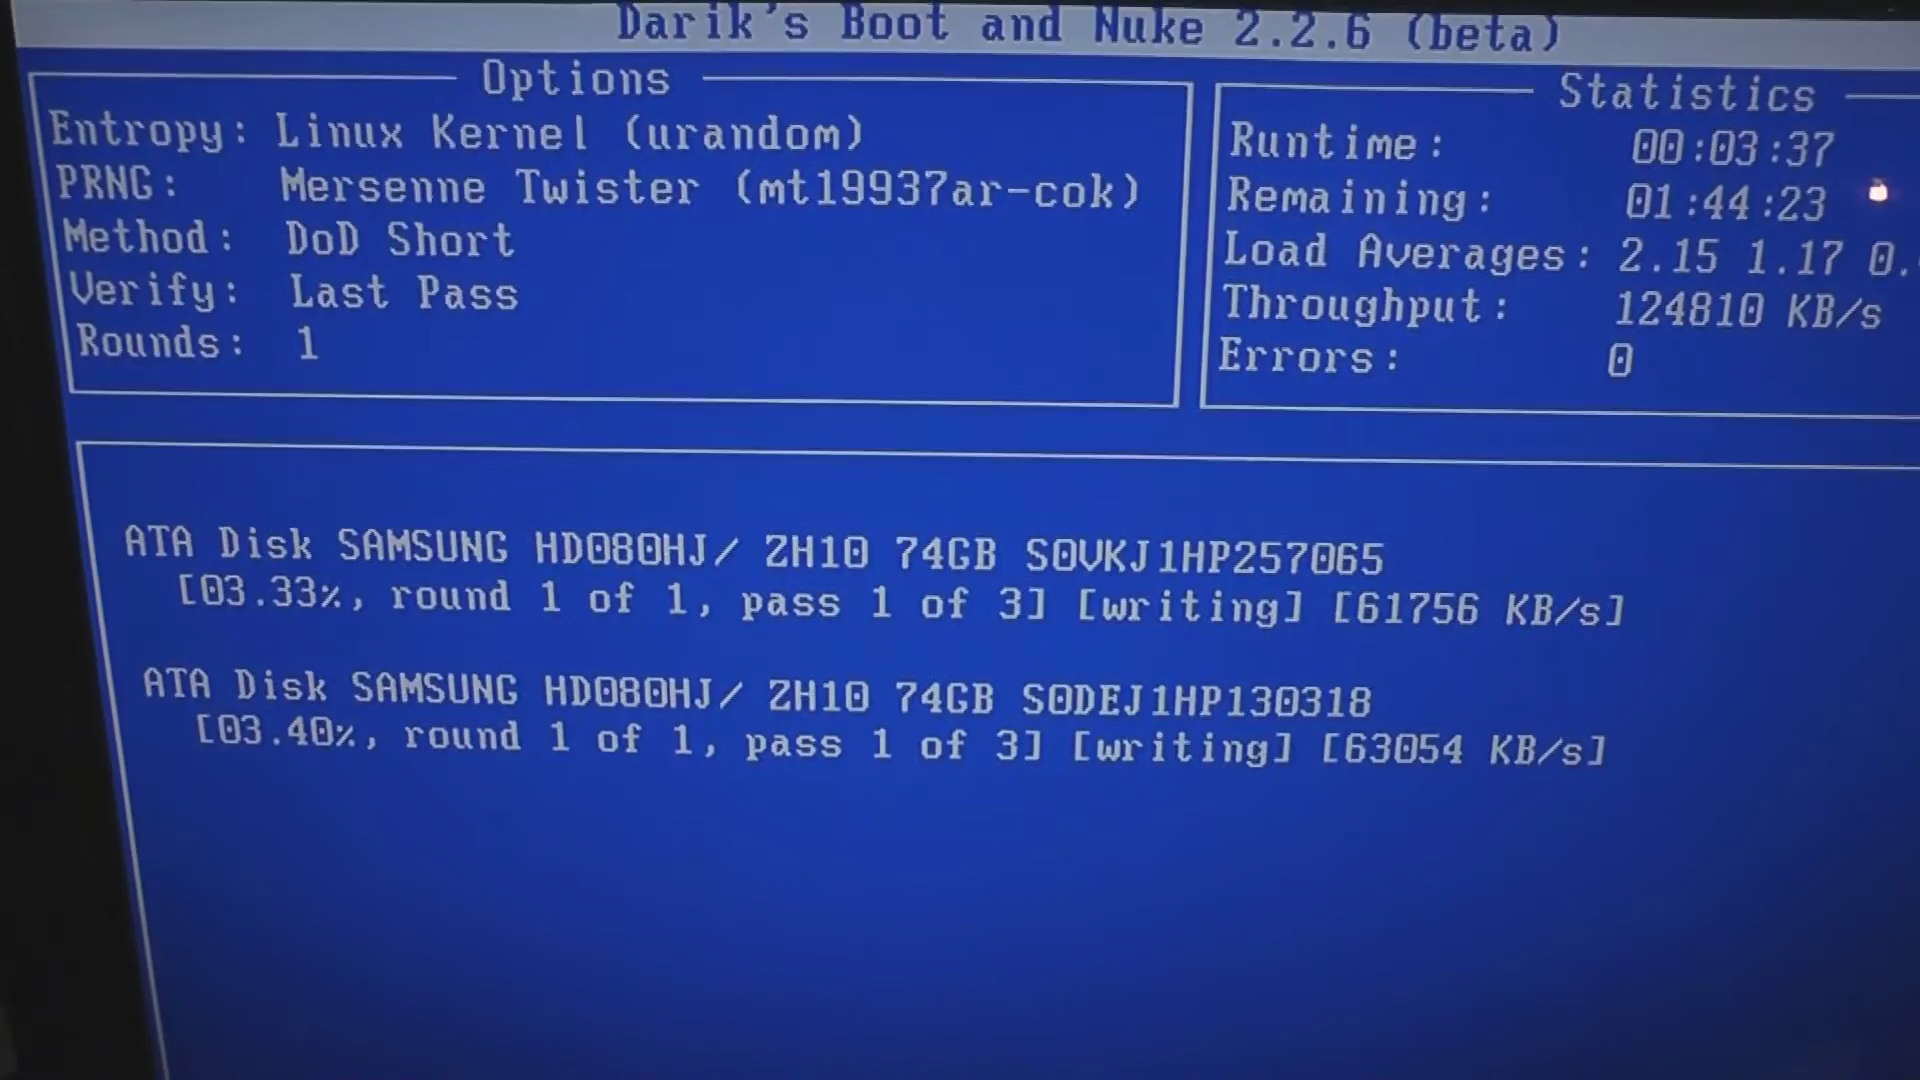 Darik's Boot and Nuke 2.2.6 (beta)
Options
Entropy: Linux Kernel (urandom)
PRNG: Mersenne Twister (mt19937ar-cok)
Method: DoD Short
Verify: Last Pass
Rounds: 1
Statistics
Runtime: 00:03:37
Remaining: 01:44:23
Load Averages: 2.15 1.17 0.
Throughput: 124810 KB/s
Errors: 0
ATA Disk SAMSUNG HD080HJ/ ZH10 74GB S0VKJ1HP257065
[03.33%, round 1 of 1, pass 1 of 3] [writing] [61756 KB/s]
ATA Disk SAMSUNG HD080HJ/ ZH10 74GB S0DEJ1HP130318
[03.40%, round 1 of 1, pass 1 of 3] [writing] [63054 KB/s]